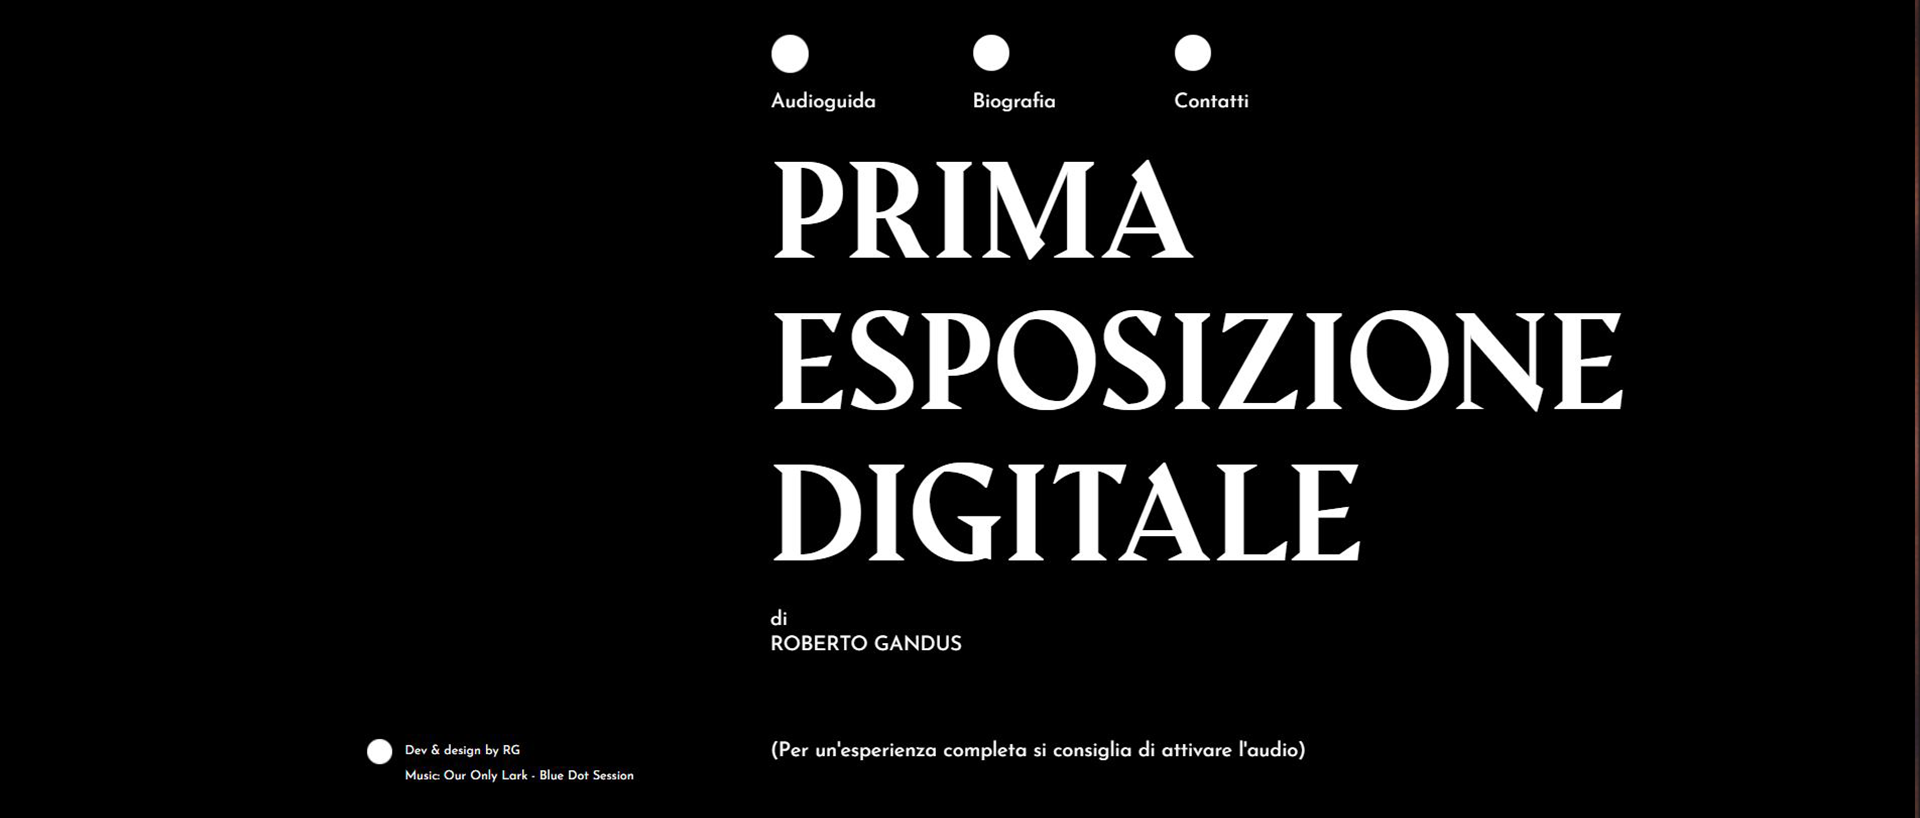 Audioguida
Biografia
Contatti
PRIMA
ESPOSIZIONE
DIGITALE
di
ROBERTO GANDUS
Dev & design by RG
Music: Our Only Lark - Blue Dot Session
(Per un'esperienza completa si consiglia di attivare l'audio)